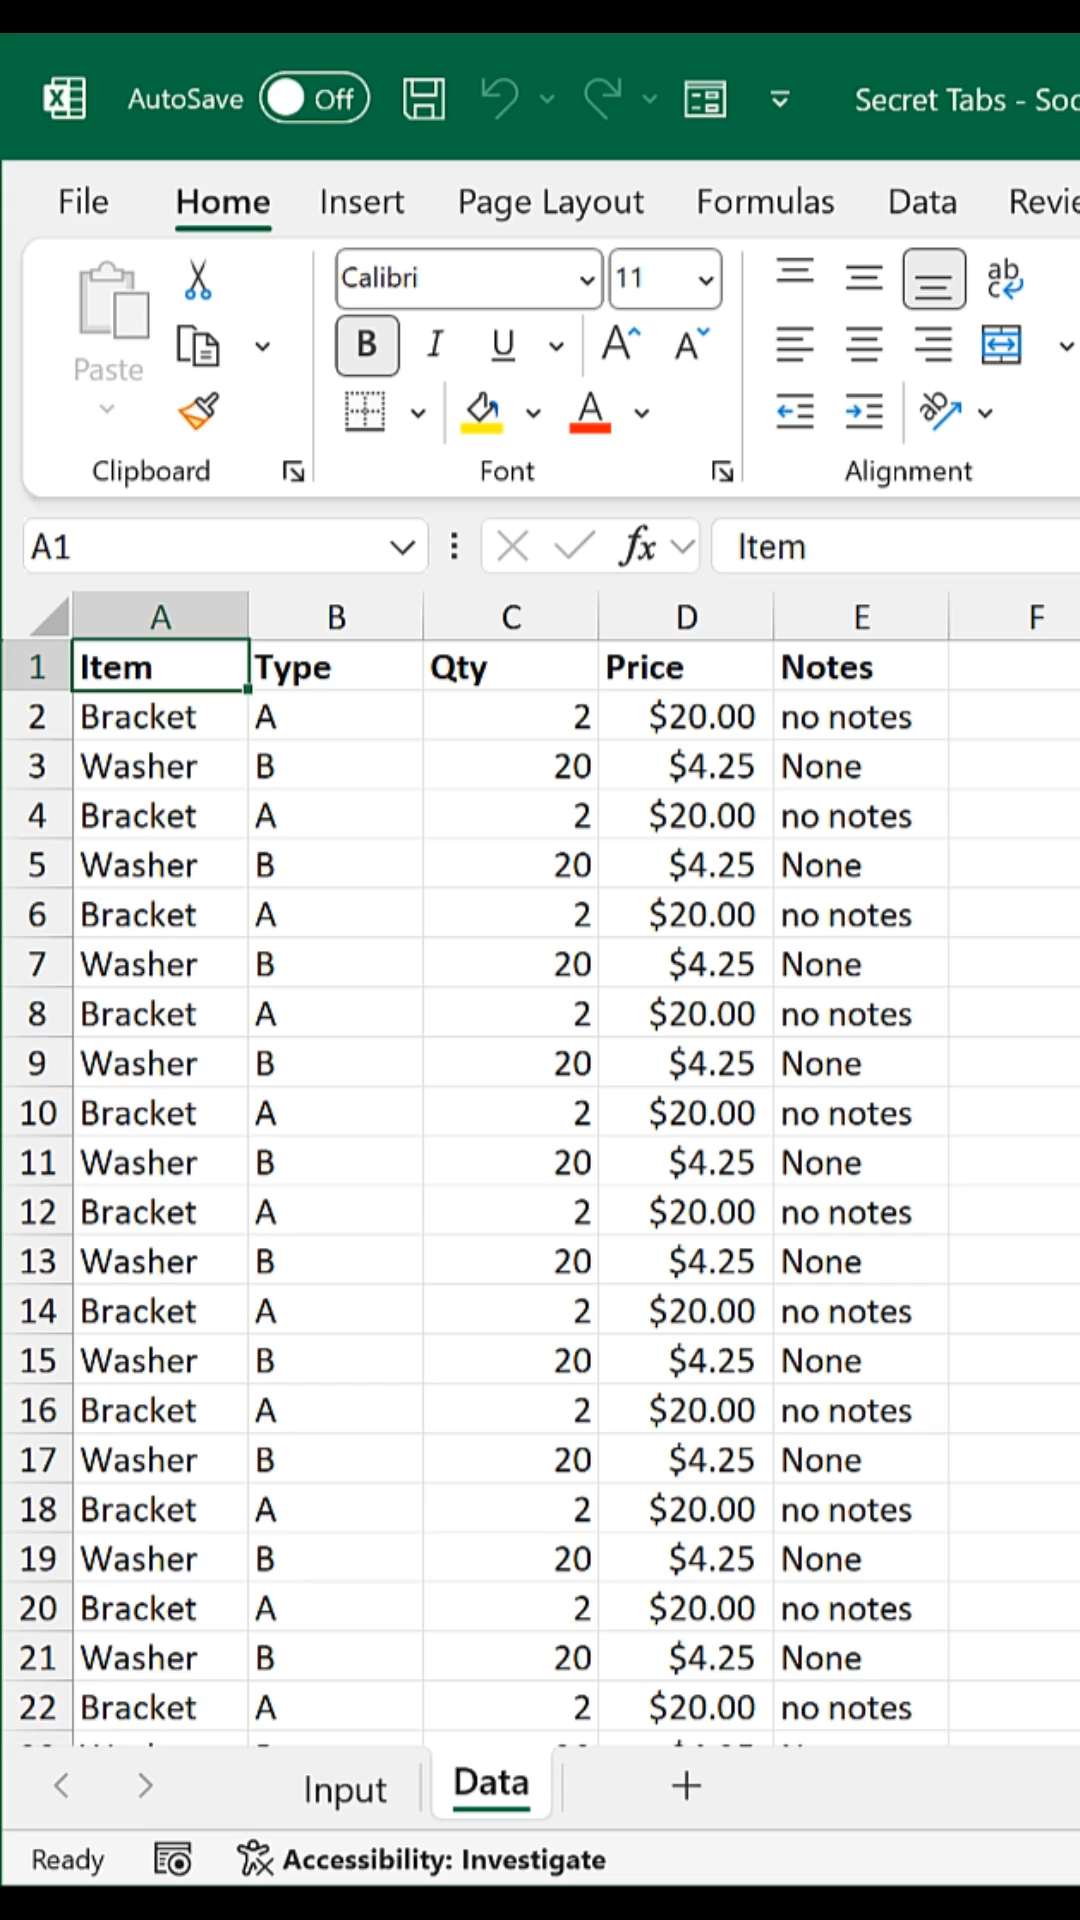 AutoSave Off Secret Tabs - Soc
File Home Insert Page Layout Formulas Data Revie
Calibri 11
Paste
B I U A A
A
Clipboard Font Alignment
A1 fx Item
A B C D E F
1 Item Type Qty Price Notes
2 Bracket A 2 $20.00 no notes
3 Washer B 20 $4.25 None
4 Bracket A 2 $20.00 no notes
5 Washer B 20 $4.25 None
6 Bracket A 2 $20.00 no notes
7 Washer B 20 $4.25 None
8 Bracket A 2 $20.00 no notes
9 Washer B 20 $4.25 None
10 Bracket A 2 $20.00 no notes
11 Washer B 20 $4.25 None
12 Bracket A 2 $20.00 no notes
13 Washer B 20 $4.25 None
14 Bracket A 2 $20.00 no notes
15 Washer B 20 $4.25 None
16 Bracket A 2 $20.00 no notes
17 Washer B 20 $4.25 None
18 Bracket A 2 $20.00 no notes
19 Washer B 20 $4.25 None
20 Bracket A 2 $20.00 no notes
21 Washer B 20 $4.25 None
22 Bracket A 2 $20.00 no notes
Input Data +
Ready Accessibility: Investigate